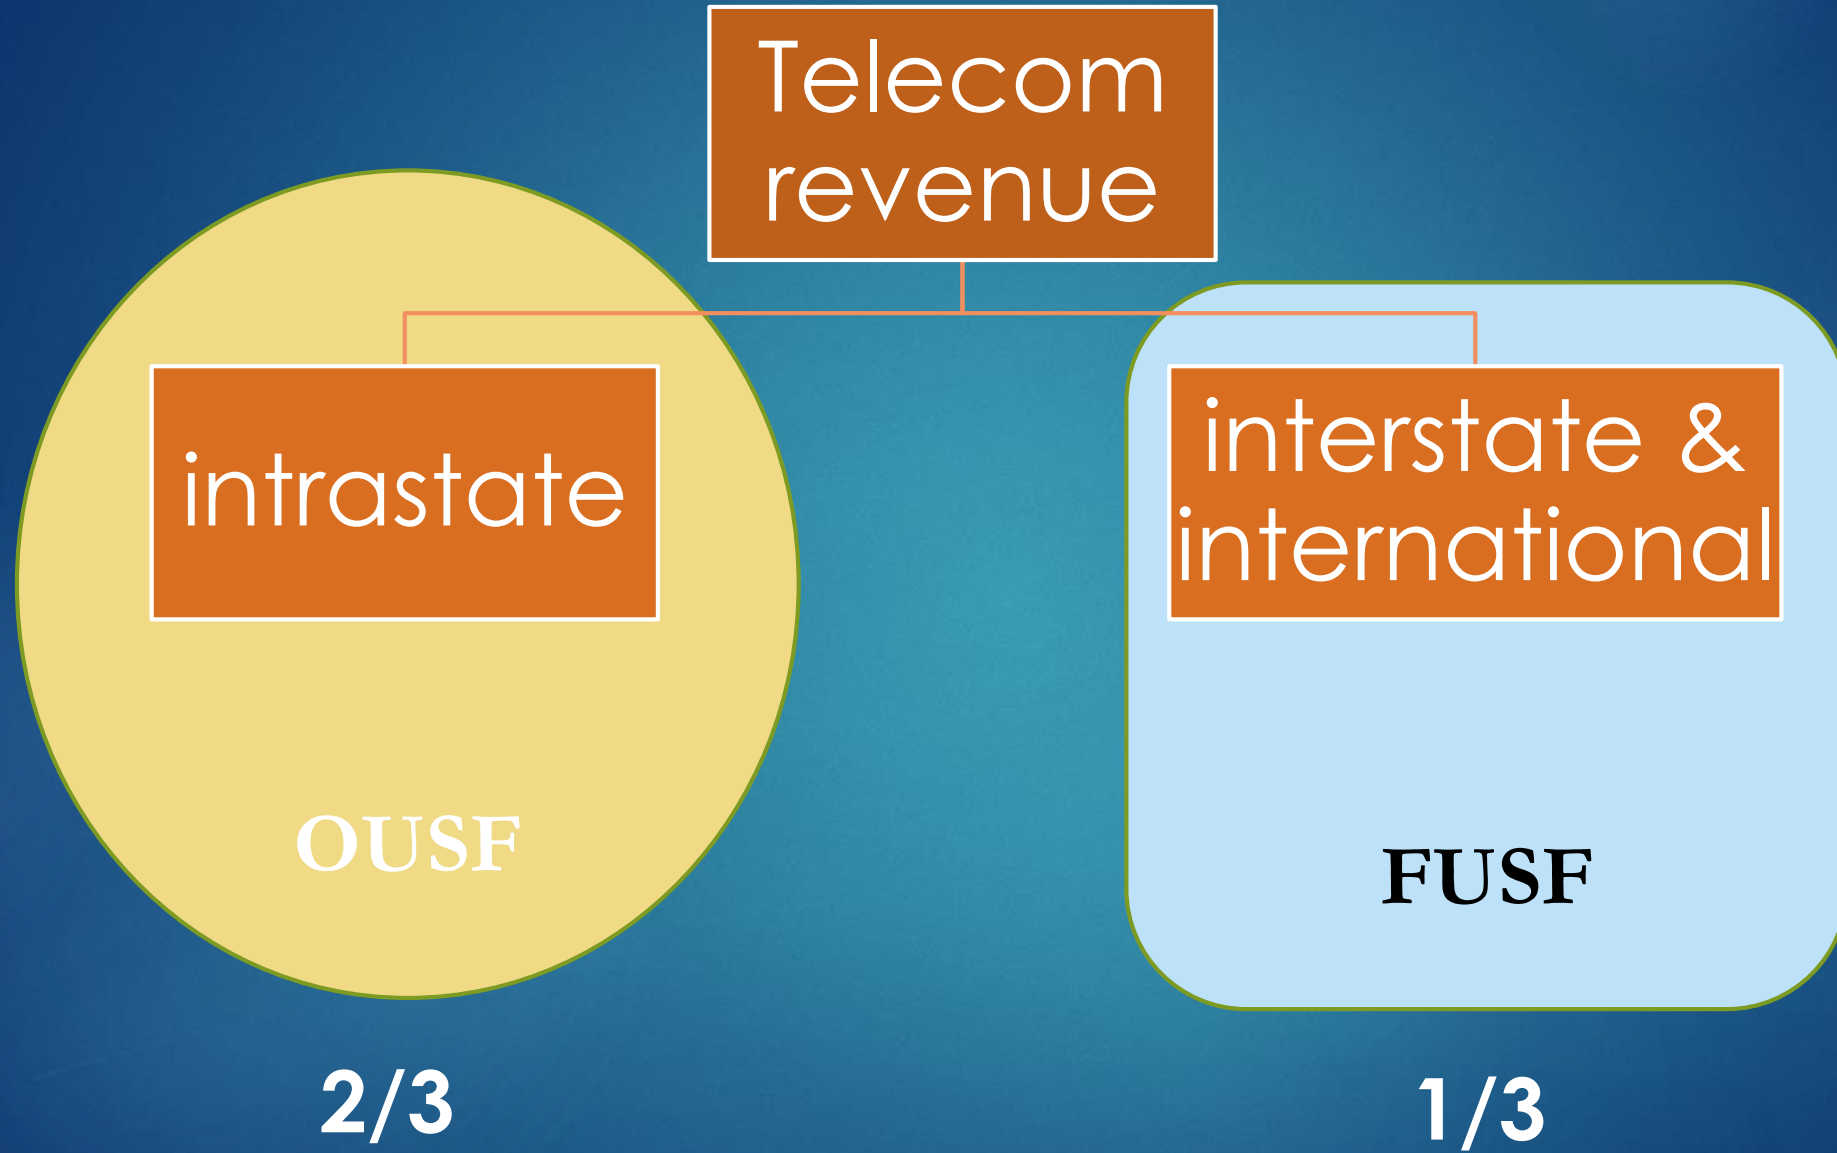 Telecom
revenue
intrastate
interstate &
international
OUSF
FUSF
2/3
1/3